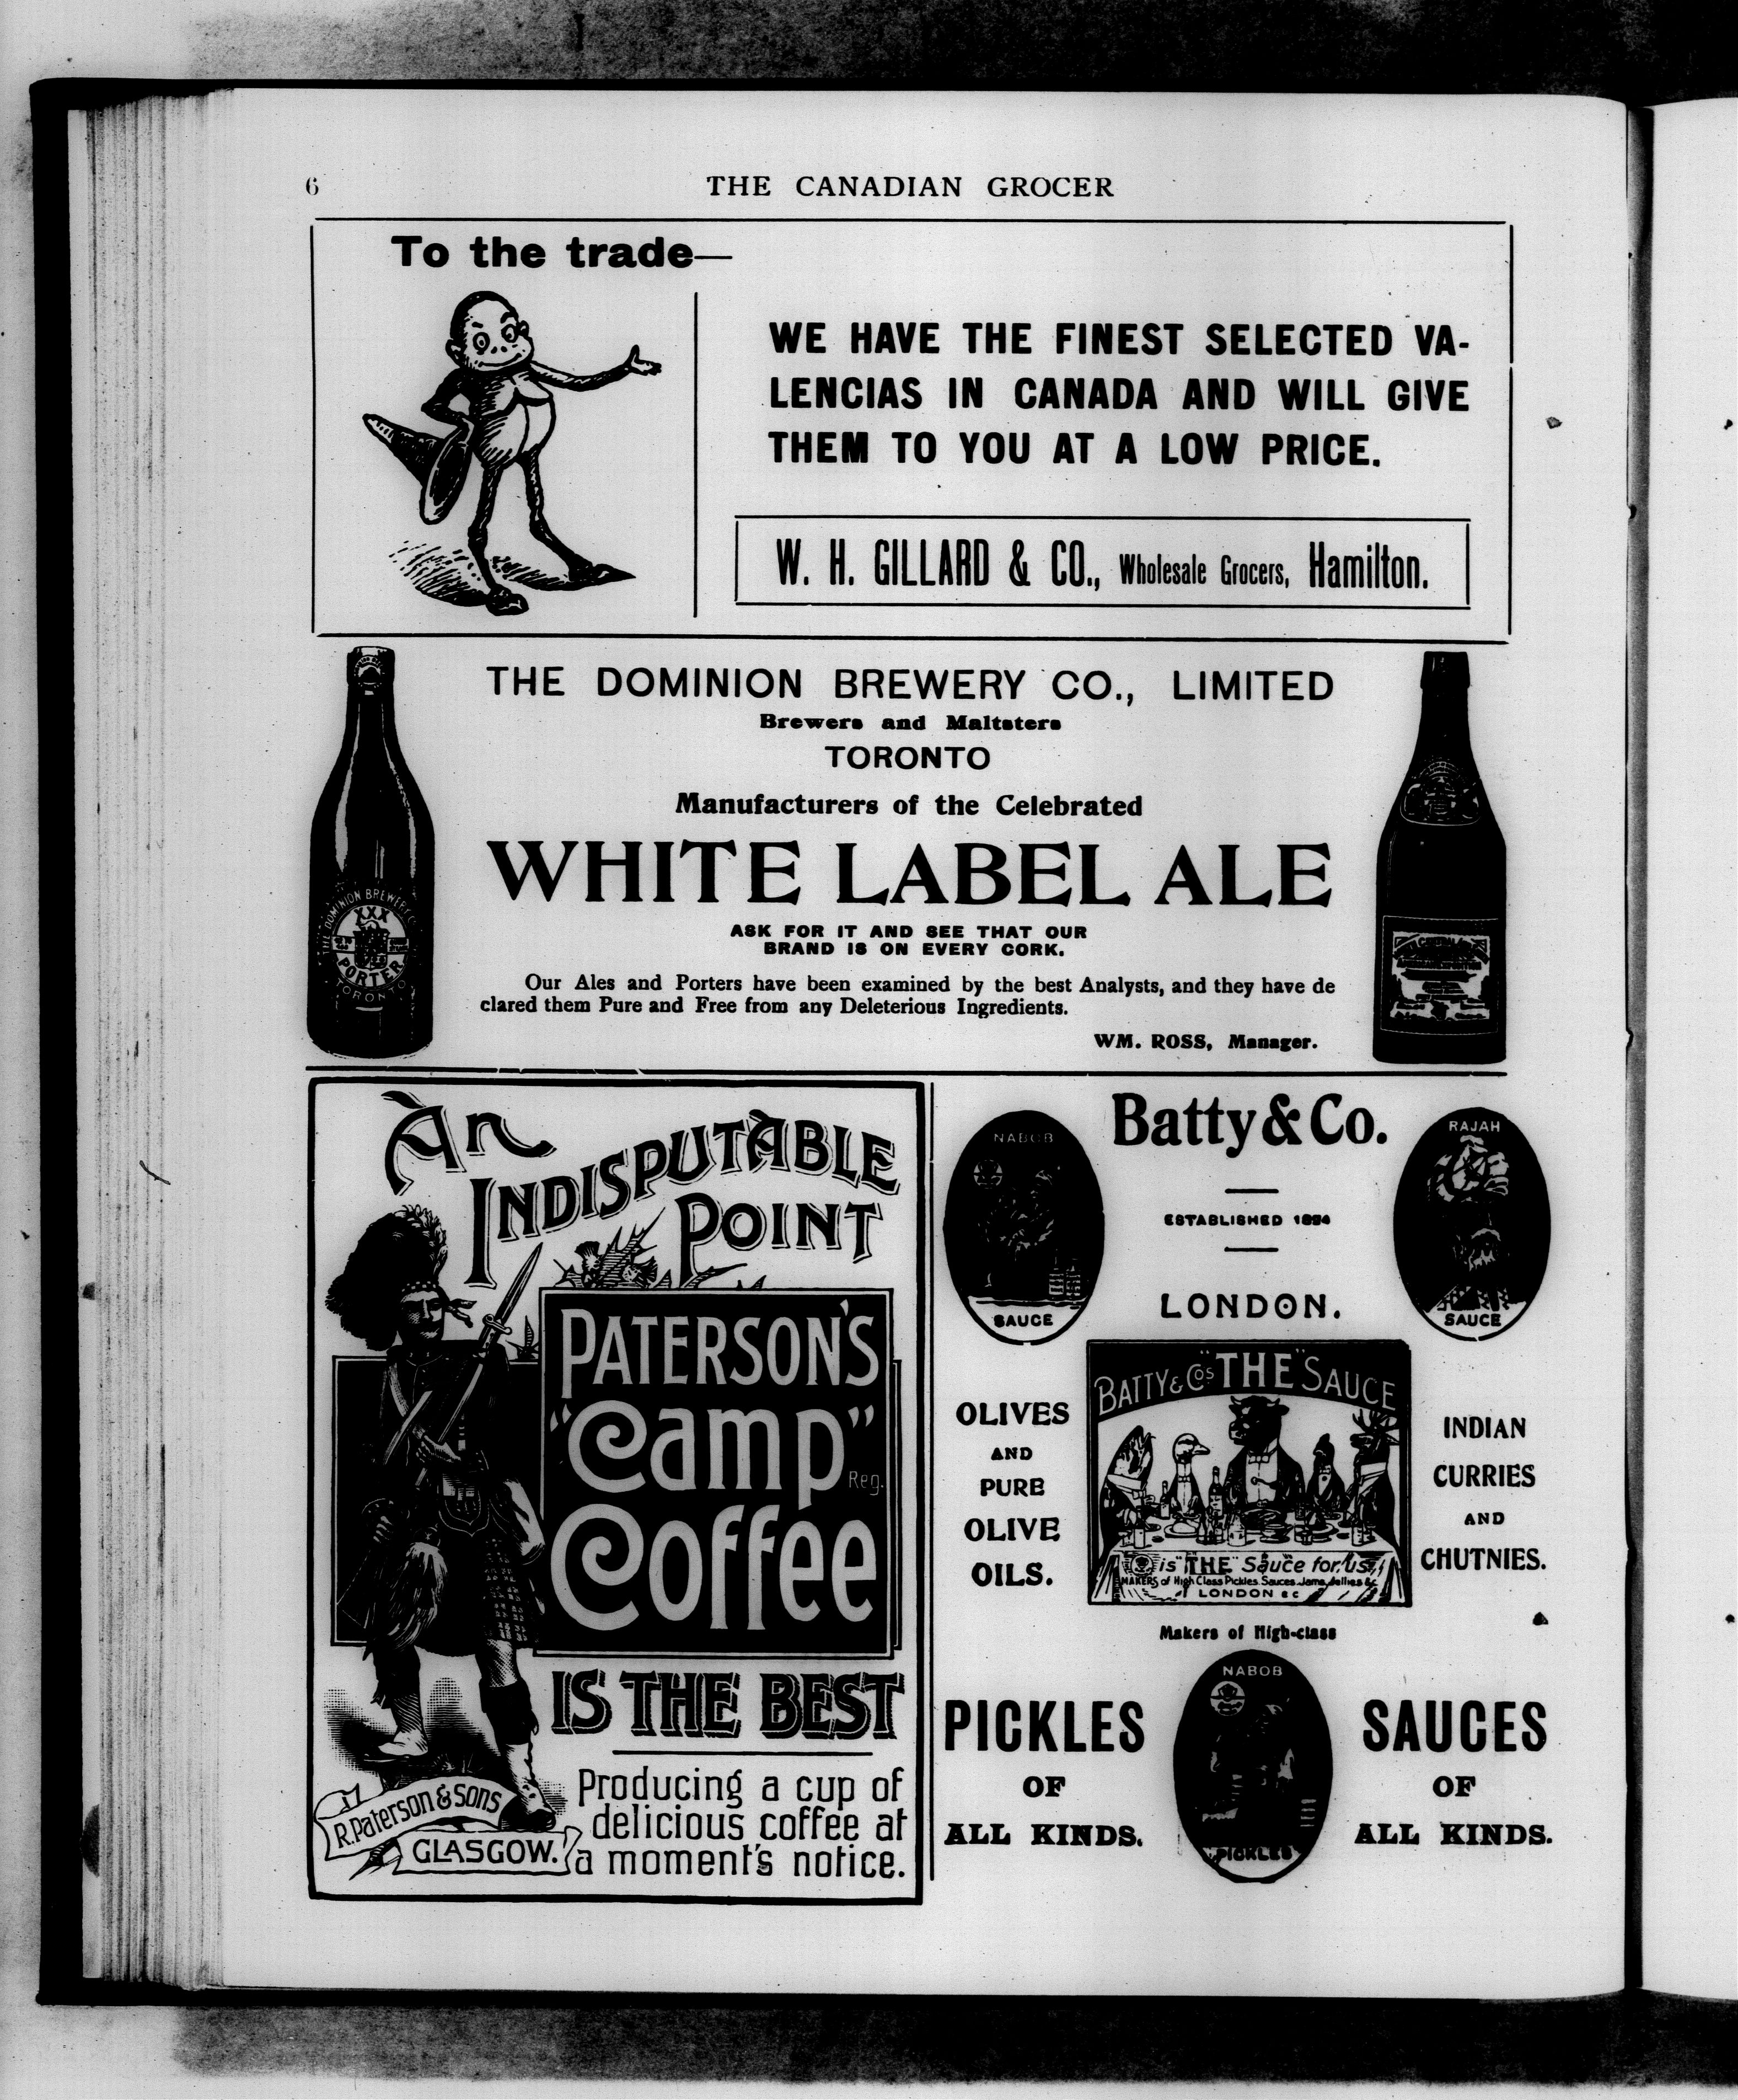 6
THE CANADIAN GROCER
To the trade—
WE HAVE THE FINEST SELECTED VA-
LENCIAS IN CANADA AND WILL GIVE
THEM TO YOU AT A LOW PRICE.
W. H. GILLARD & CO., Wholesale Grocers, Hamilton.
THE DOMINION BREWERY CO., LIMITED
Brewers and Maltsters
TORONTO
Manufacturers of the Celebrated
WHITE LABEL ALE
ASK FOR IT AND SEE THAT OUR
BRAND IS ON EVERY CORK.
Our Ales and Porters have been examined by the best Analysts, and they have de
clared them Pure and Free from any Deleterious Ingredients.
WM. ROSS, Manager.
THE DOMINION BREWERY CO
XXX
PORTER
TORONTO
An
INDISPUTABLE
POINT
PATERSON'S
"Camp"
Reg.
Coffee
IS THE BEST
Producing a cup of
delicious coffee at
a moment's notice.
R. Paterson & Sons
GLASGOW.
Batty & Co.
ESTABLISHED 1824
LONDON.
NABOB
SAUCE
RAJAH
SAUCE
OLIVES
AND
PURE
OLIVE
OILS.
BATTY & Cos "THE" SAUCE
is "THE" Sauce for us
MAKERS of High Class Pickles. Sauces. Jams, Jellies &c
LONDON EC
INDIAN
CURRIES
AND
CHUTNIES.
Makers of High-class
PICKLES
OF
ALL KINDS.
NABOB
PICKLES
SAUCES
OF
ALL KINDS.